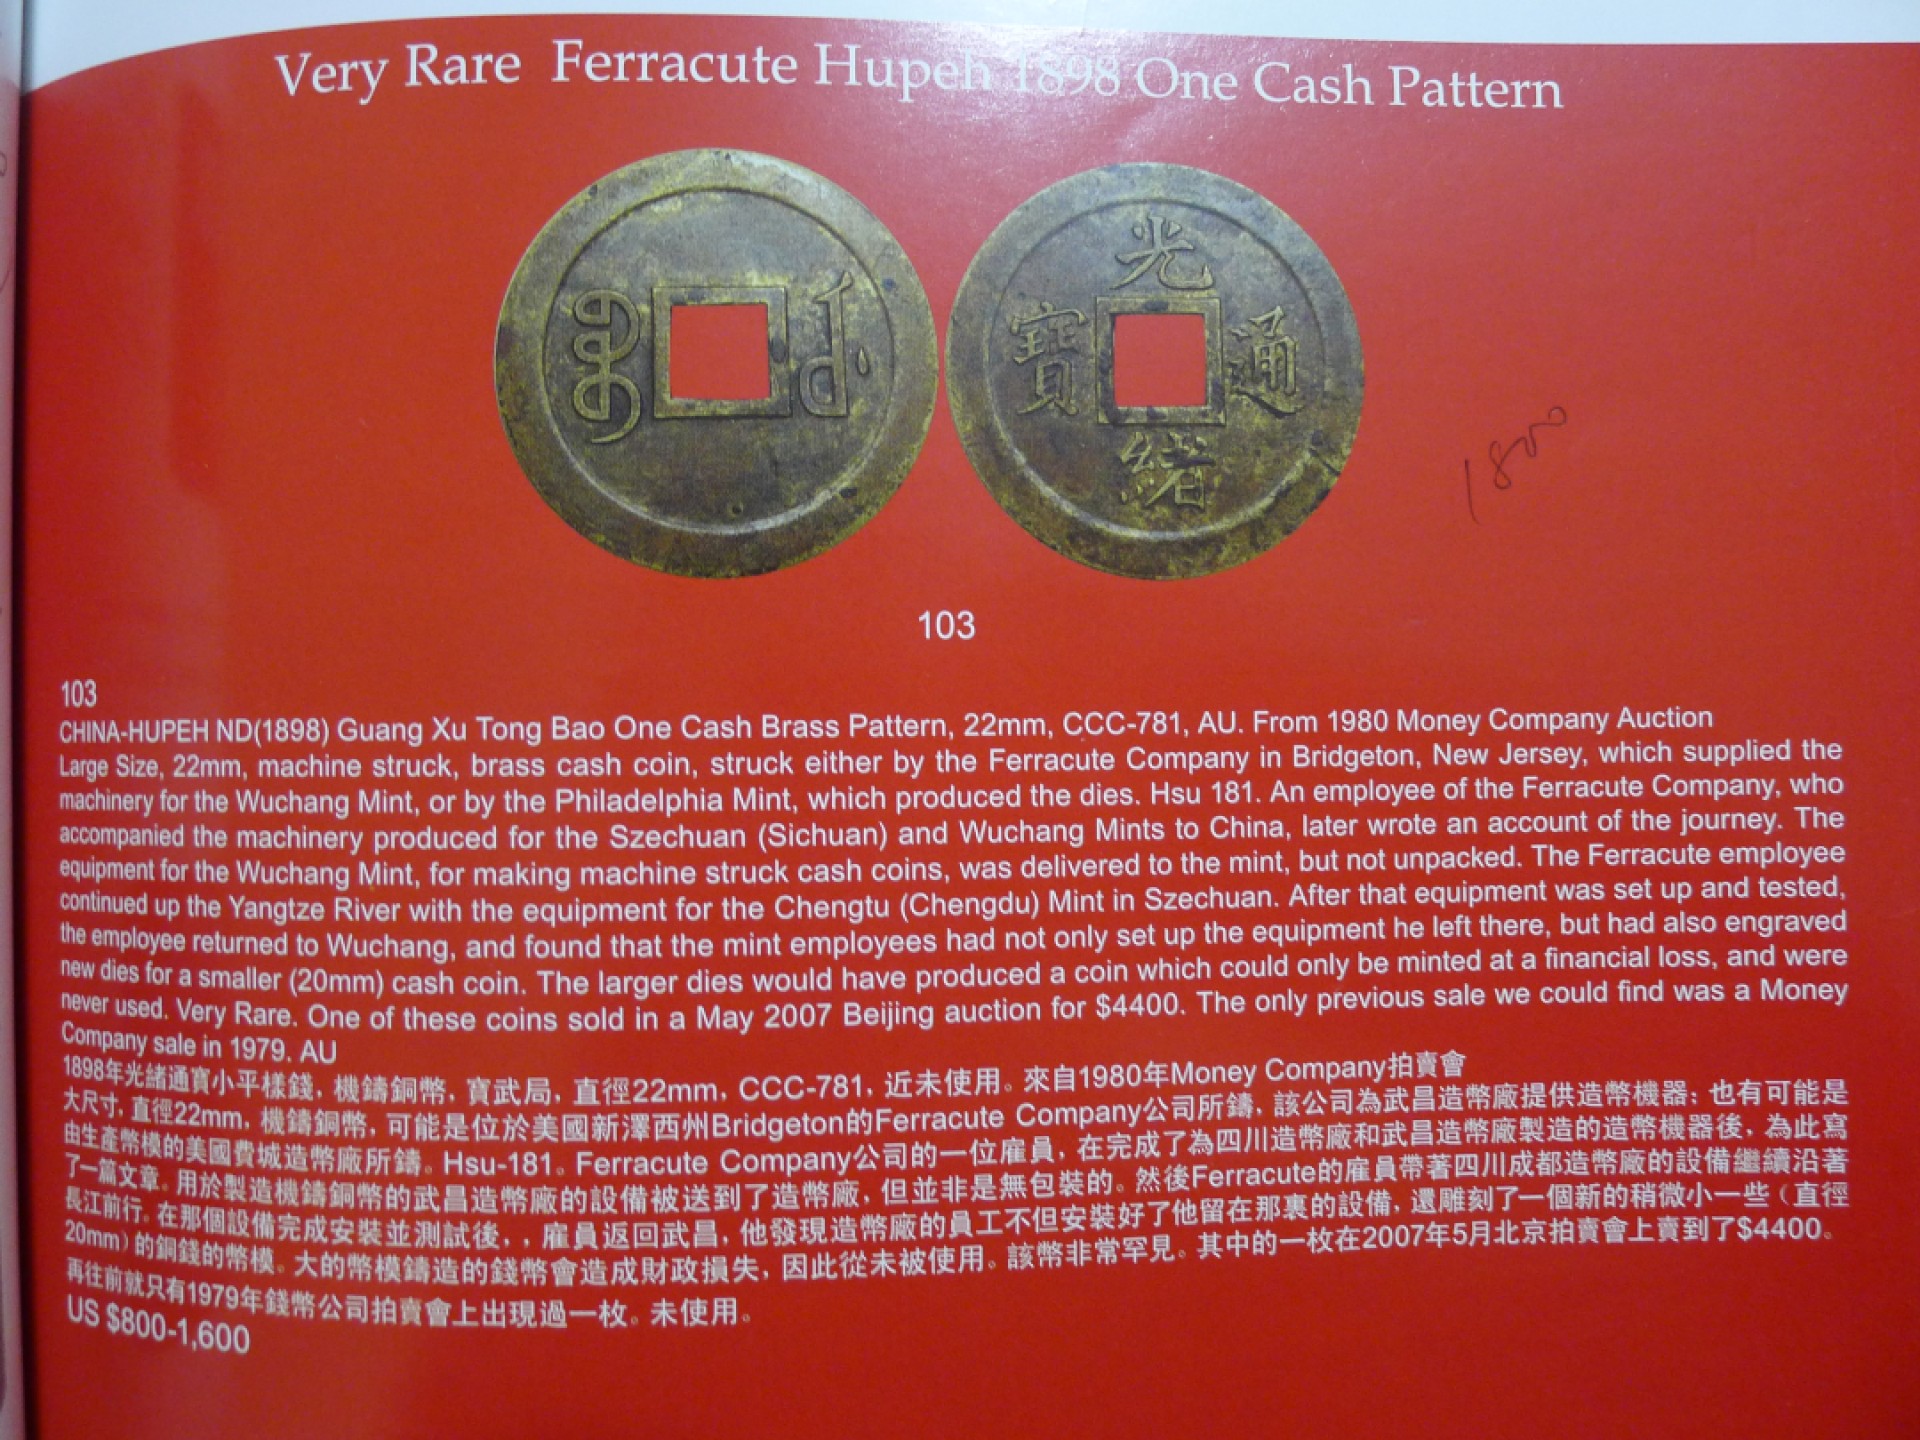 Very Rare Ferracute Hupeh 1898 One Cash Pattern
光
寶 通
緒
1800
103
103
CHINA-HUPEH ND(1898) Guang Xu Tong Bao One Cash Brass Pattern, 22mm, CCC-781, AU. From 1980 Money Company Auction
Large Size, 22mm, machine struck, brass cash coin, struck either by the Ferracute Company in Bridgeton, New Jersey, which supplied the
machinery for the Wuchang Mint, or by the Philadelphia Mint, which produced the dies. Hsu 181. An employee of the Ferracute Company, who
accompanied the machinery produced for the Szechuan (Sichuan) and Wuchang Mints to China, later wrote an account of the journey. The
equipment for the Wuchang Mint, for making machine struck cash coins, was delivered to the mint, but not unpacked. The Ferracute employee
continued up the Yangtze River with the equipment for the Chengtu (Chengdu) Mint in Szechuan. After that equipment was set up and tested,
the employee returned to Wuchang, and found that the mint employees had not only set up the equipment he left there, but had also engraved
new dies for a smaller (20mm) cash coin. The larger dies would have produced a coin which could only be minted at a financial loss, and were
never used. Very Rare. One of these coins sold in a May 2007 Beijing auction for $4400. The only previous sale we could find was a Money
Company sale in 1979. AU
1898年光緒通寶小平樣錢，機鑄銅幣，寶武局，直徑22mm，CCC-781，近未使用。來自1980年Money Company拍賣會
大尺寸，直徑22mm，機鑄銅幣，可能是位於美國新澤西州Bridgeton的Ferracute Company公司所鑄，該公司為武昌造幣廠提供造幣機器；也有可能是
由生產幣模的美國費城造幣廠所鑄。Hsu-181。Ferracute Company公司的一位雇員，在完成了為四川造幣廠和武昌造幣廠製造的造幣機器後，為此寫
了一篇文章。用於製造機鑄銅幣的武昌造幣廠的設備被送到了造幣廠，但並非是無包裝的。然後Ferracute的雇員帶著四川成都造幣廠的設備繼續沿著
長江前行。在那個設備完成安裝並測試後，，雇員返回武昌，他發現造幣廠的員工不但安裝好了他留在那裏的設備，還雕刻了一個新的稍微小一些（直徑
20mm）的銅錢的幣模。大的幣模鑄造的錢幣會造成財政損失，因此從未被使用。該幣非常罕見。其中的一枚在2007年5月北京拍賣會上賣到了$4400。
再往前就只有1979年錢幣公司拍賣會上出現過一枚。未使用。
US $800-1,600